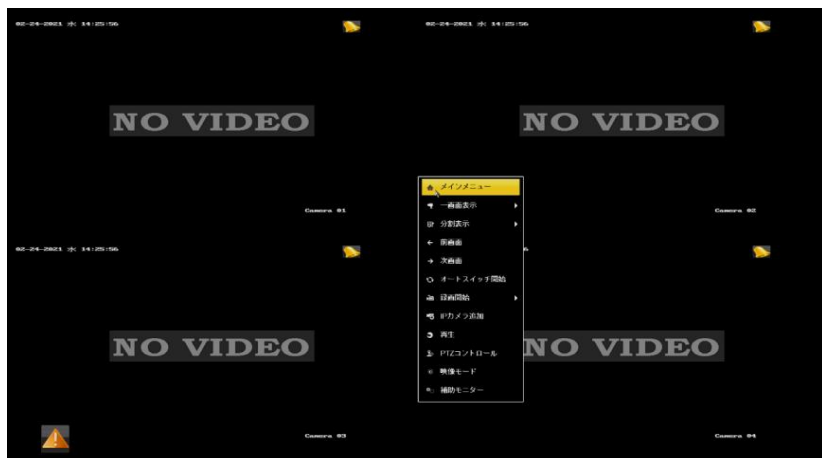 02-24-2021 水 14:25:56
02-24-2021 水 14:25:56
NO VIDEO
NO VIDEO
Camera 01
Camera 02
メインメニュー
一画面表示
分割表示
前画面
次画面
オートスイッチ開始
録画開始
IPカメラ追加
再生
PTZコントロール
映像モード
補助モニター
02-24-2021 水 14:25:56
6
NO VIDEO
NO VIDEO
Camera 03
Camera 04